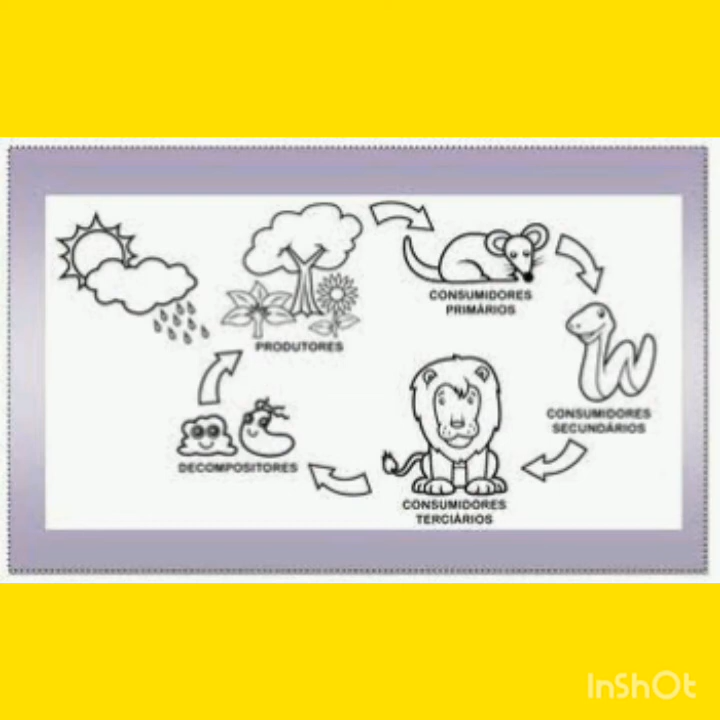 CONSUMIDORES
PRIMÁRIOS
PRODUTORES
CONSUMIDORES
SECUNDÁRIOS
DECOMPOSITORES
CONSUMIDORES
TERCIÁRIOS
InShOt